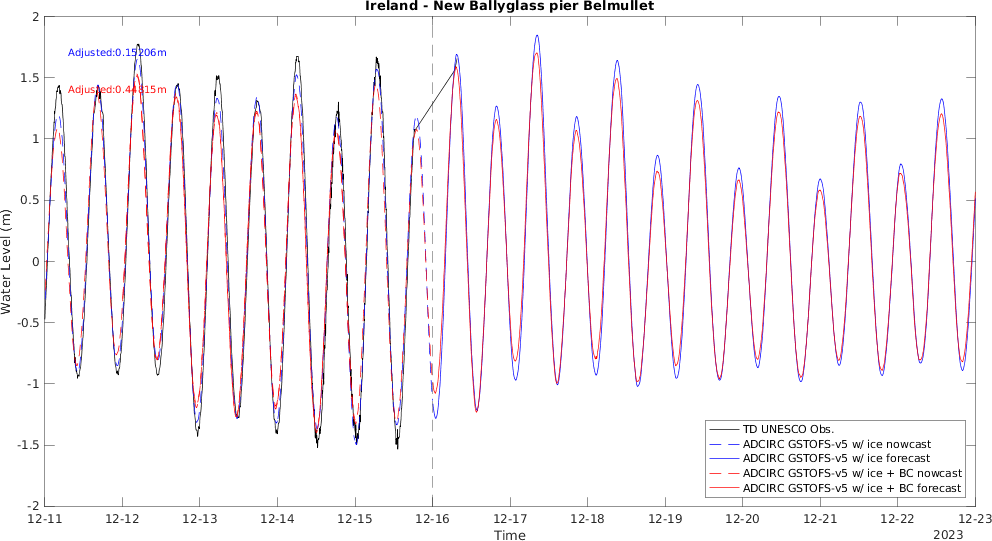 Ireland - New Ballyglass pier Belmullet
Adjusted:0.15206m
Adjusted:0.44815m
Water Level (m)
2
1.5
1
0.5
0
-0.5
-1
-1.5
-2
12-11 12-12 12-13 12-14 12-15 12-16 12-17 12-18 12-19 12-20 12-21 12-22 12-23
Time
2023
TD UNESCO Obs.
ADCIRC GSTOFS-v5 w/ ice nowcast
ADCIRC GSTOFS-v5 w/ ice forecast
ADCIRC GSTOFS-v5 w/ ice + BC nowcast
ADCIRC GSTOFS-v5 w/ ice + BC forecast